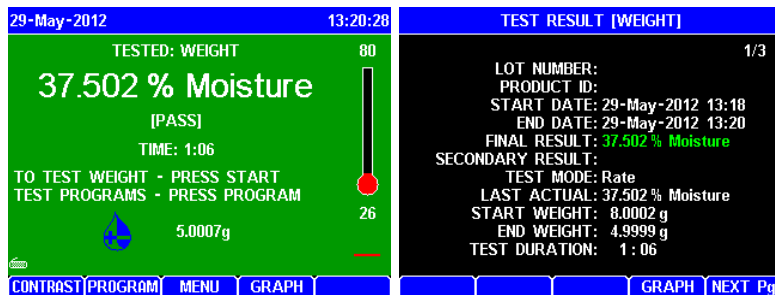 29-May-2012 13:20:28
TESTED: WEIGHT 80
37.502 % Moisture
[PASS]
TIME: 1:06
TO TEST WEIGHT - PRESS START
TEST PROGRAMS - PRESS PROGRAM
26
5.0007g
CONTRAST PROGRAM MENU GRAPH
TEST RESULT [WEIGHT]
1/3
LOT NUMBER:
PRODUCT ID:
START DATE: 29-May-2012 13:18
END DATE: 29-May-2012 13:20
FINAL RESULT: 37.502 % Moisture
SECONDARY RESULT:
TEST MODE: Rate
LAST ACTUAL: 37.502 % Moisture
START WEIGHT: 8.0002 g
END WEIGHT: 4.9999 g
TEST DURATION: 1:06
GRAPH NEXT Pg